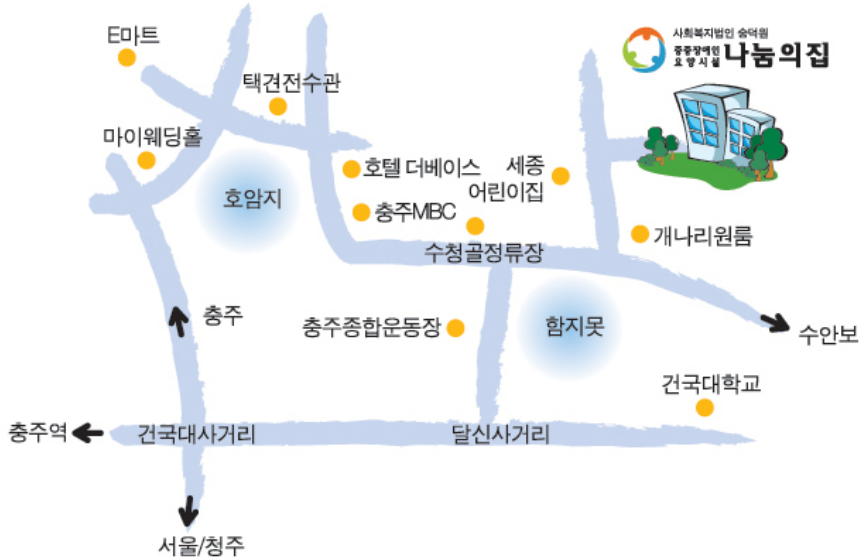 E마트
사회복지법인 숭덕원
중증장애인
요양시설
나눔의집
택견전수관
마이웨딩홀
호텔 더베이스
세종
어린이집
호암지
충주MBC
개나리원룸
수청골정류장
충주
충주종합운동장
함지못
수안보
건국대학교
충주역
건국대사거리
달신사거리
서울/청주